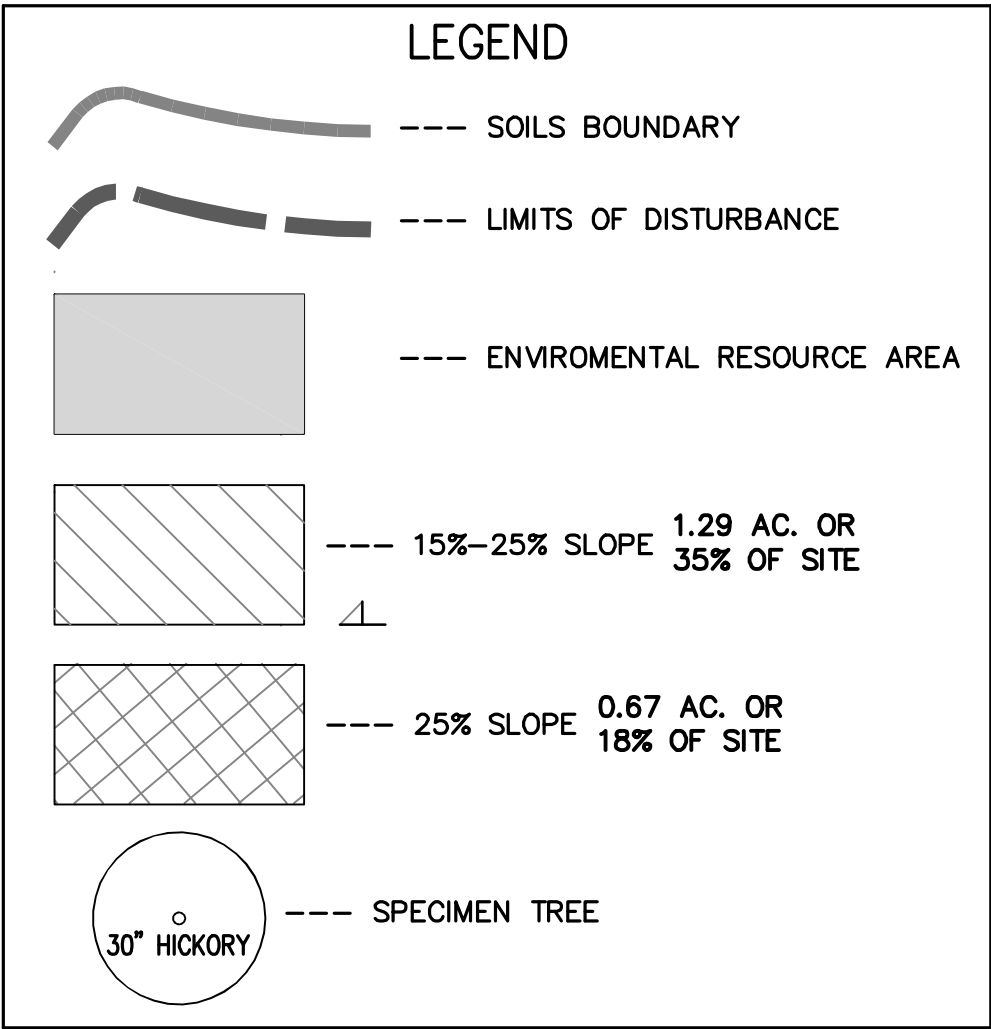 LEGEND
--- SOILS BOUNDARY
--- LIMITS OF DISTURBANCE
--- ENVIROMENTAL RESOURCE AREA
--- 15%-25% SLOPE 1.29 AC. OR
35% OF SITE
--- 25% SLOPE 0.67 AC. OR
18% OF SITE
--- SPECIMEN TREE
30" HICKORY